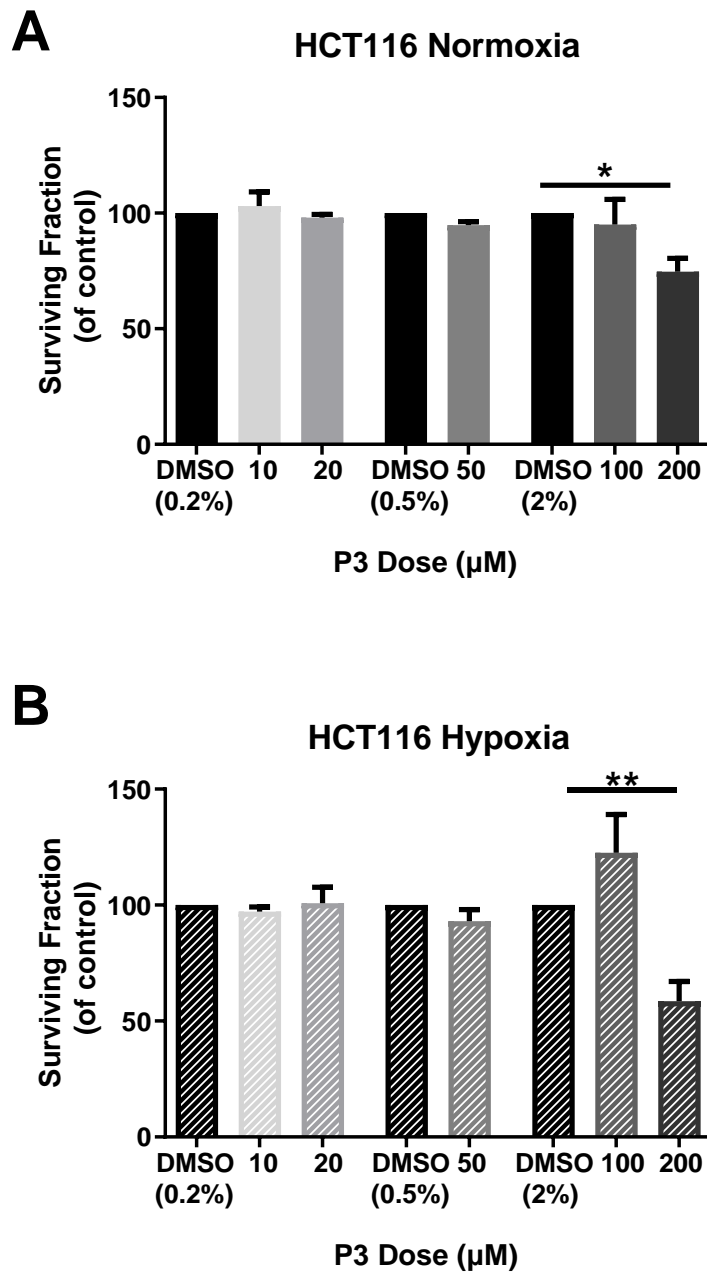 A
HCT116 Normoxia
Surviving Fraction
(of control)
150
100
50
0
*
DMSO 10 20 DMSO 50 DMSO 100 200
(0.2%) (0.5%) (2%)
P3 Dose (µM)
B
HCT116 Hypoxia
Surviving Fraction
(of control)
150
100
50
0
**
DMSO 10 20 DMSO 50 DMSO 100 200
(0.2%) (0.5%) (2%)
P3 Dose (µM)